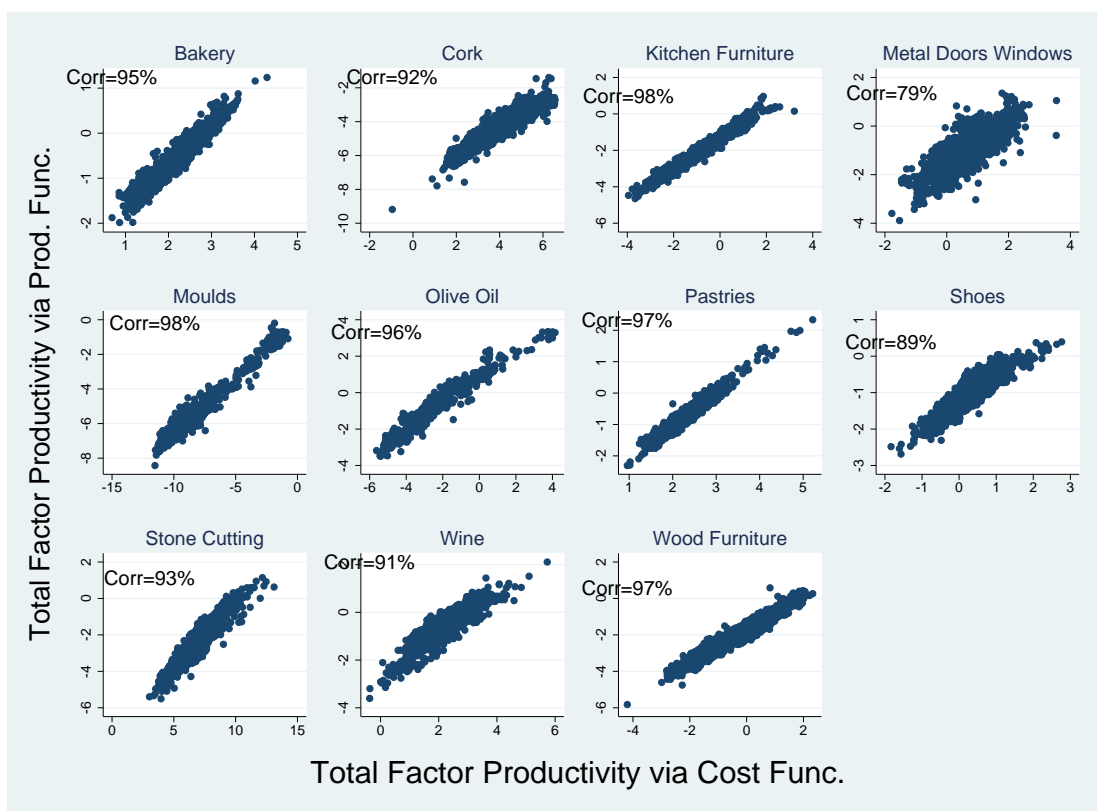 Total Factor Productivity via Prod. Func.
Bakery
Corr=95%
1
0
-1
-2
1 2 3 4 5
Cork
Corr=92%
-2
-4
-6
-8
-10
-2 0 2 4 6
Kitchen Furniture
Corr=98%
2
0
-2
-4
-6
-4 -2 0 2 4
Metal Doors Windows
Corr=79%
2
0
-2
-4
-2 0 2 4
Moulds
Corr=98%
0
-2
-4
-6
-8
-15 -10 -5 0
Olive Oil
Corr=96%
4
2
0
-2
-4
-6 -4 -2 0 2 4
Pastries
Corr=97%
2
1
0
-1
-2
1 2 3 4 5
Shoes
Corr=89%
1
0
-1
-2
-3
-2 -1 0 1 2 3
Stone Cutting
Corr=93%
2
0
-2
-4
-6
0 5 10 15
Wine
Corr=91%
0
-2
-4
0 2 4 6
Wood Furniture
Corr=97%
2
0
-2
-4
-6
-4 -2 0 2
Total Factor Productivity via Cost Func.